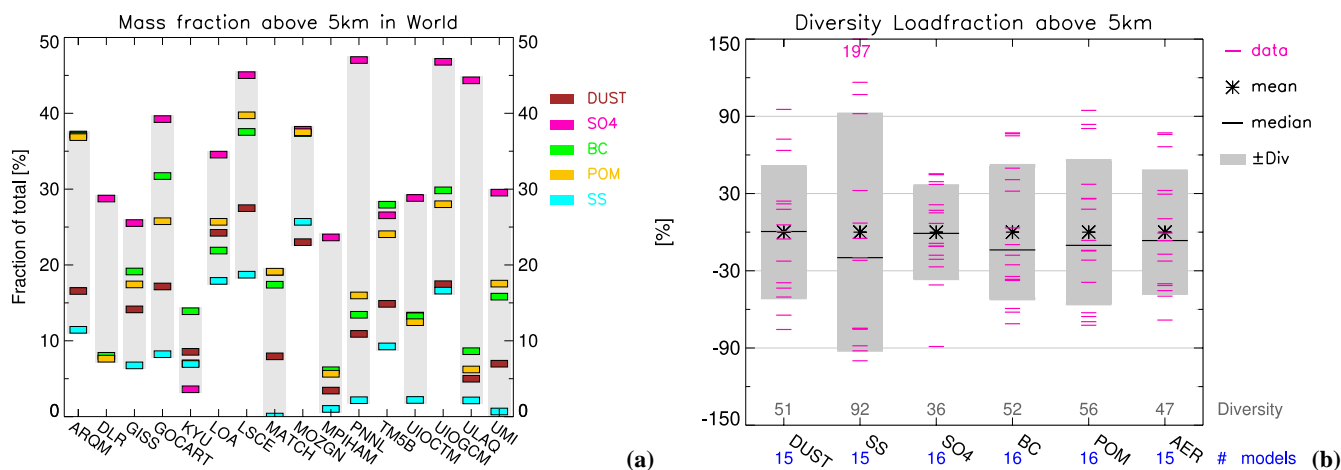 Mass fraction above 5km in World
50 50
40 40
30 30
20 20
10 10
0 0
Fraction of total [%]
ARQM DLR GISS GOCART KYU LOA LSCE MATCH MOZGN MPIHAM PNNL TM5B UIOCTM UIOGCM ULAQ UMI
DUST
SO4
BC
POM
SS
(a)
Diversity Loadfraction above 5km
150
90
30
-30
-90
-150
[%]
197
data
mean
median
±Div
51 92 36 52 56 47 Diversity
DUST SS SO4 BC POM AER
15 15 16 16 16 15 # models
(b)